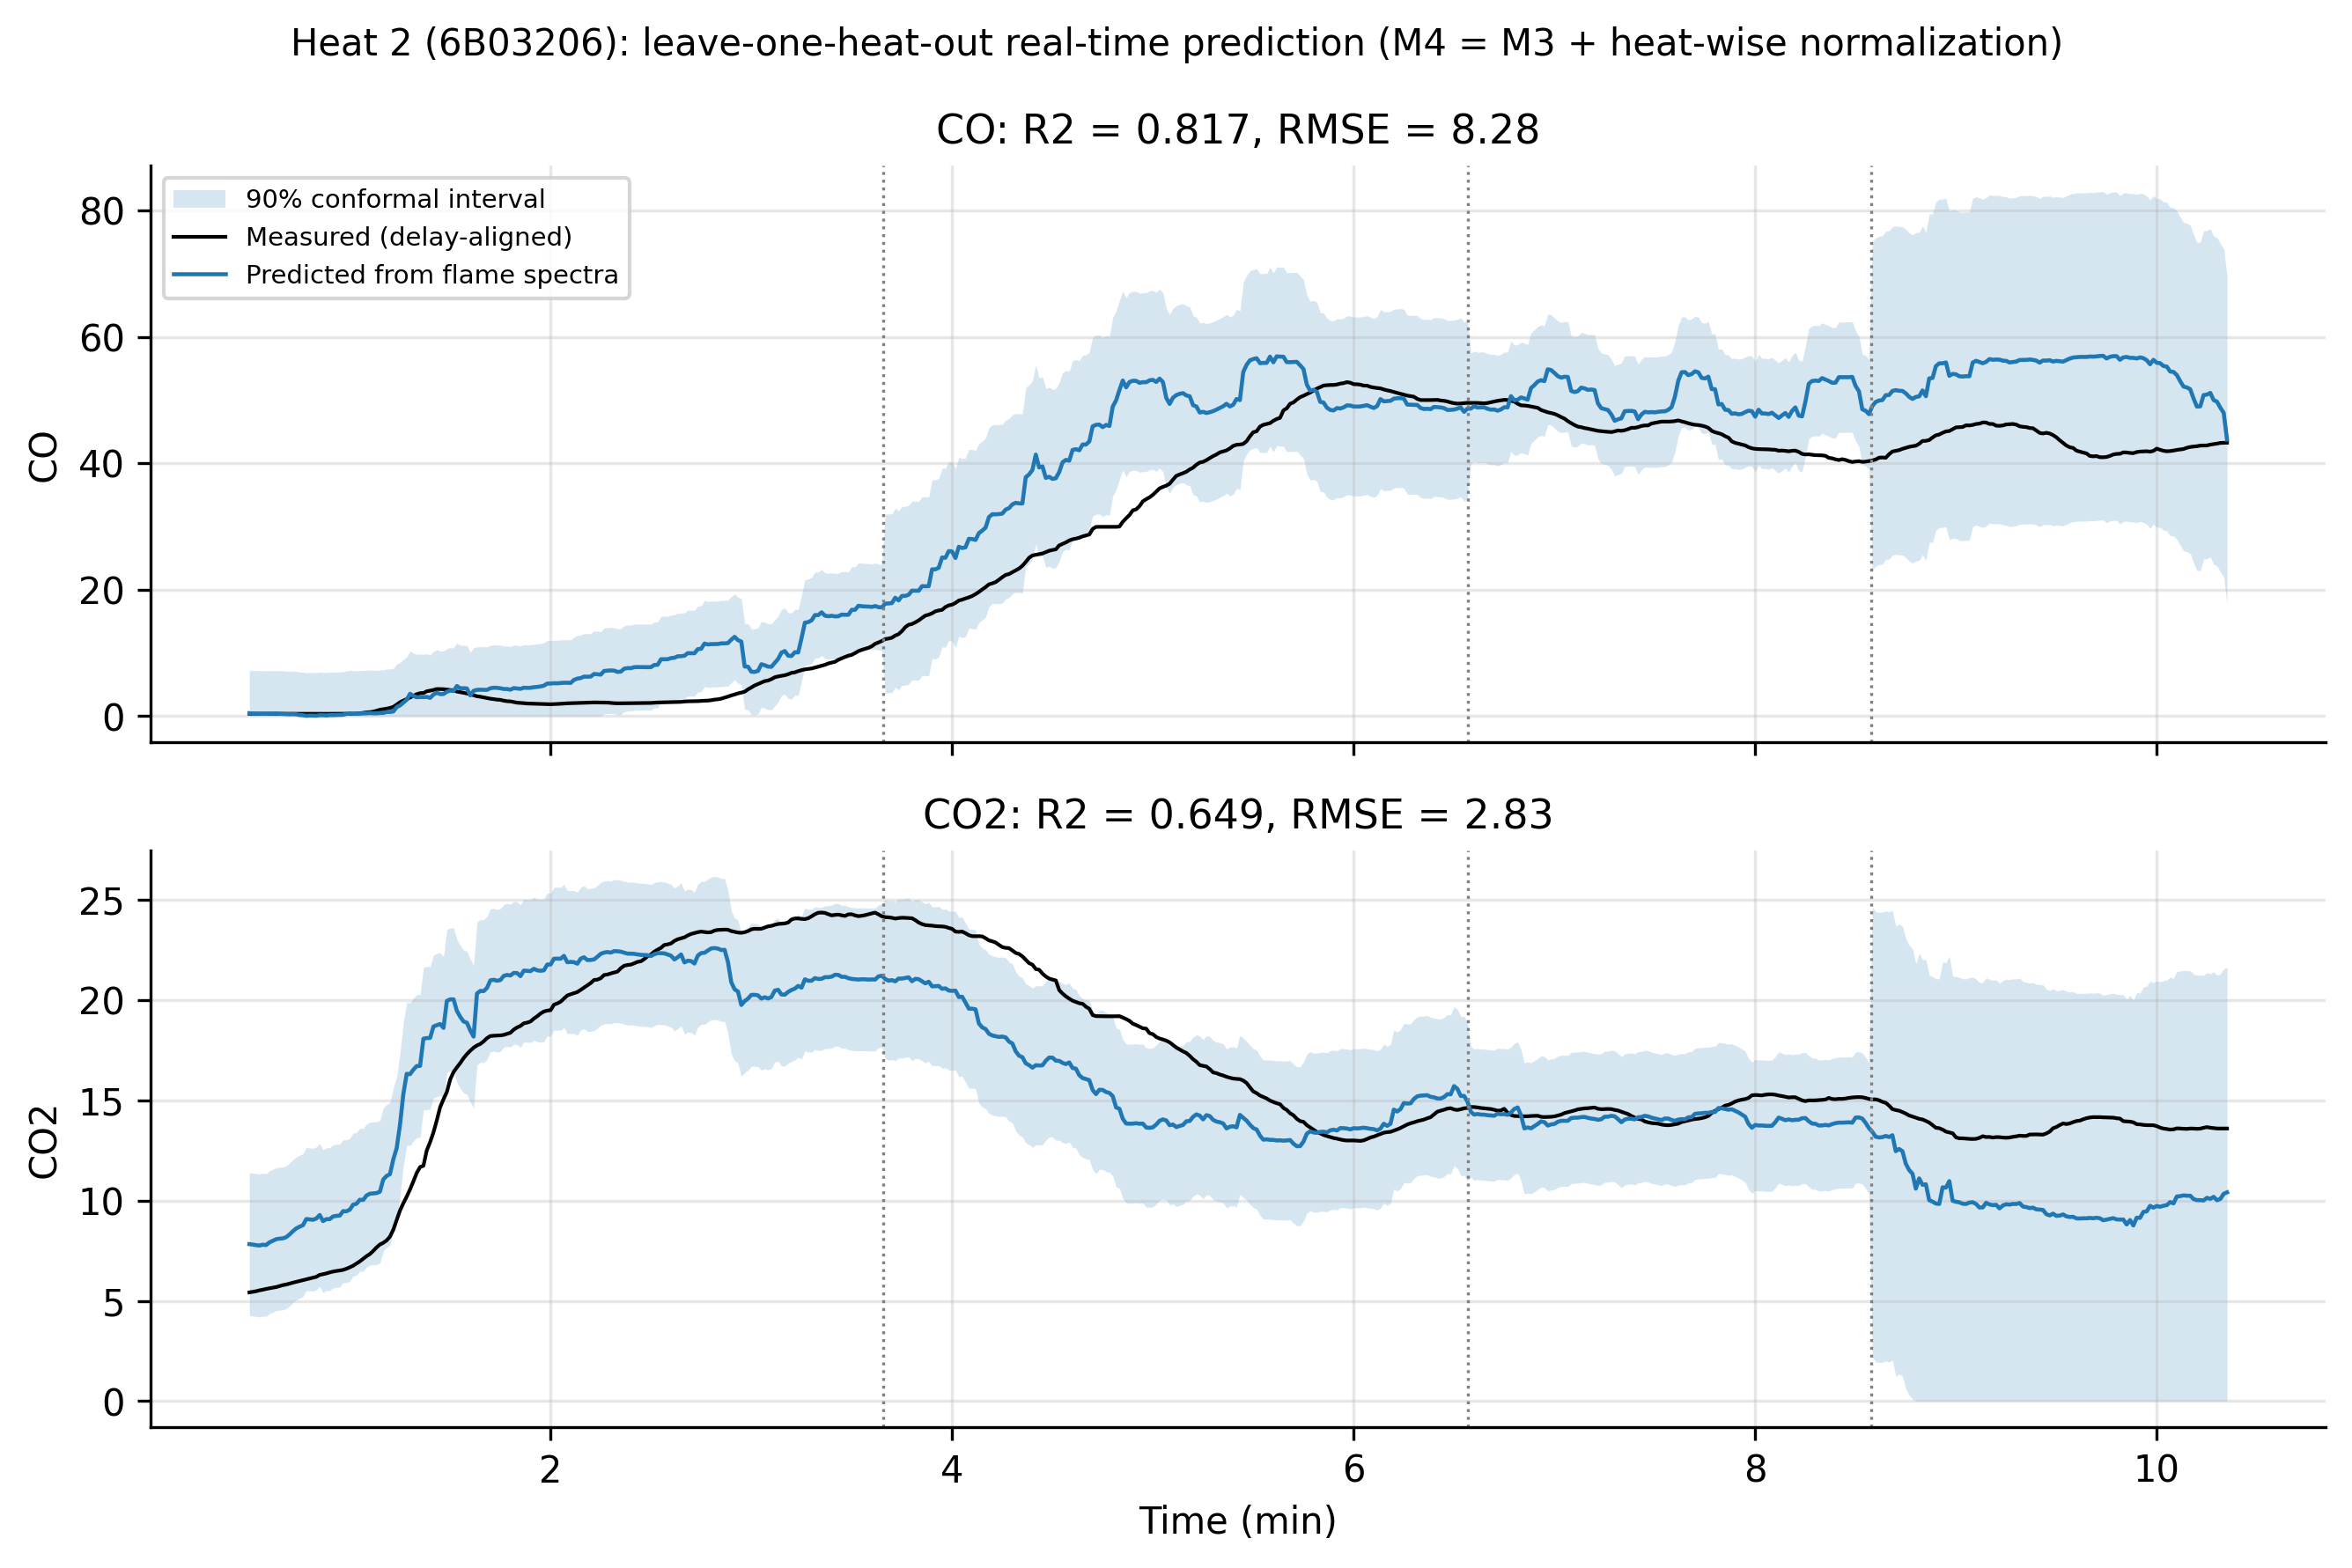 Heat 2 (6B03206): leave-one-heat-out real-time prediction (M4 = M3 + heat-wise normalization)
CO: R2 = 0.817, RMSE = 8.28
90% conformal interval
Measured (delay-aligned)
Predicted from flame spectra
80
60
40
20
0
CO
CO2: R2 = 0.649, RMSE = 2.83
25
20
15
10
5
0
CO2
2 4 6 8 10
Time (min)